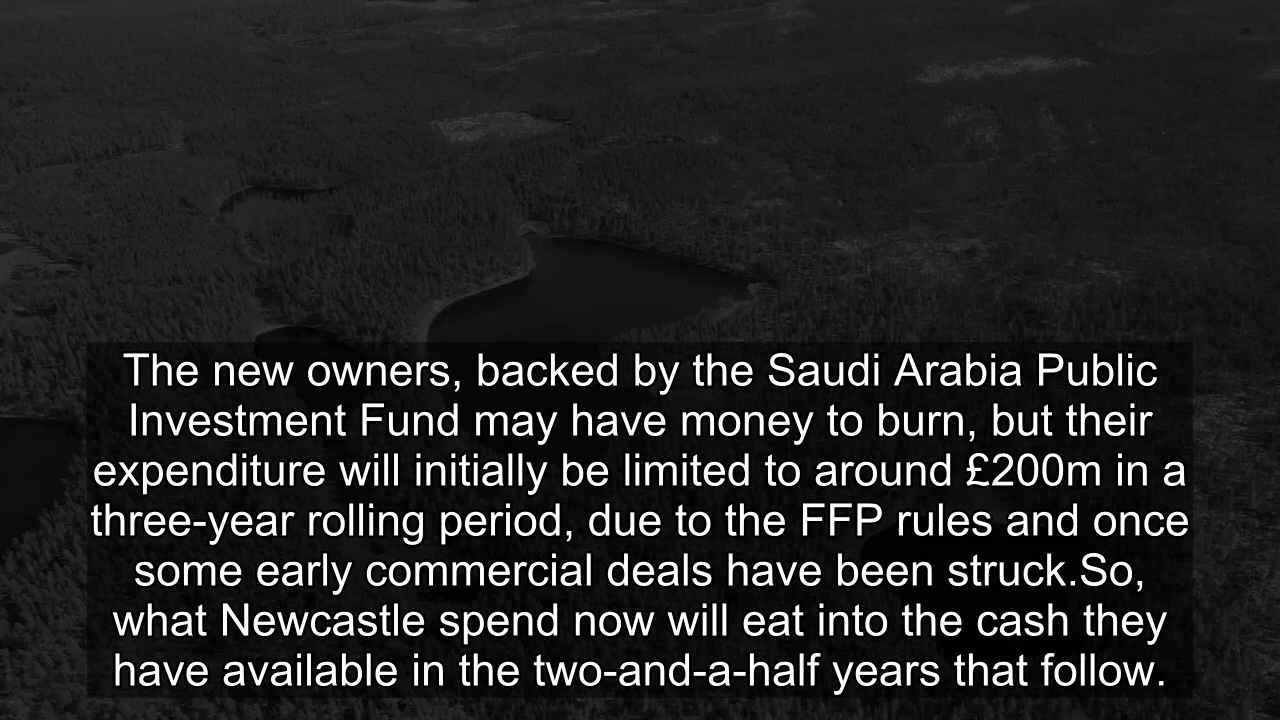 The new owners, backed by the Saudi Arabia Public
Investment Fund may have money to burn, but their
expenditure will initially be limited to around £200m in a
three-year rolling period, due to the FFP rules and once
some early commercial deals have been struck.So,
what Newcastle spend now will eat into the cash they
have available in the two-and-a-half years that follow.